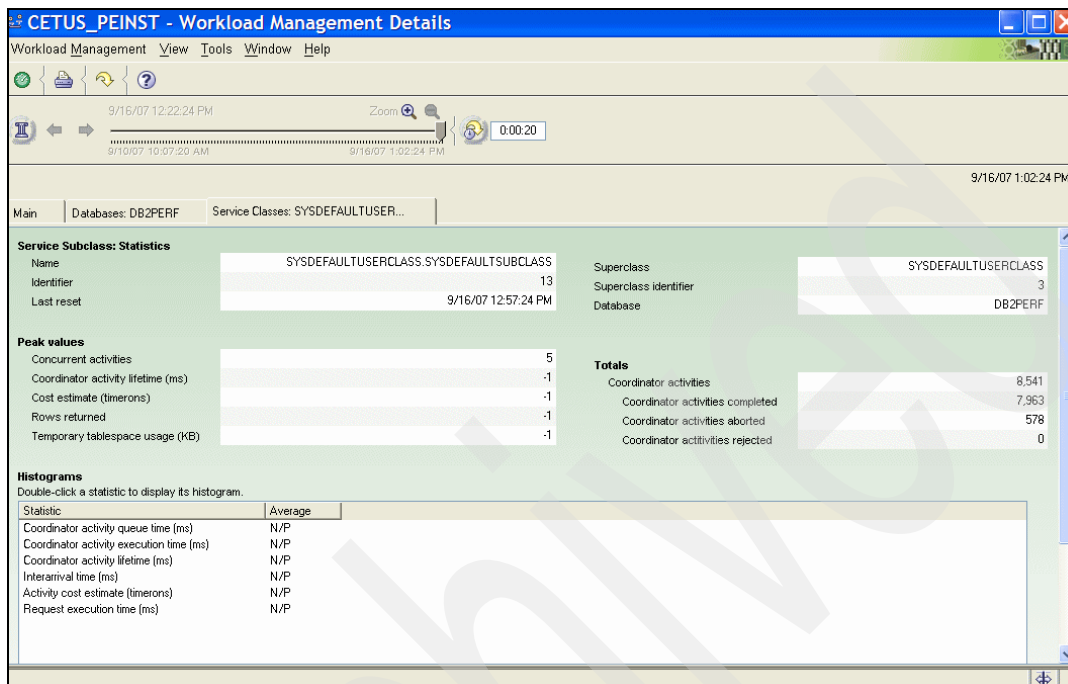 CETUS_PEINST - Workload Management Details
Workload Management View Tools Window Help
9/16/07 12:22:24 PM
Zoom
0:00:20
9/10/07 10:07:20 AM
9/16/07 1:02:24 PM
9/16/07 1:02:24 PM
Main
Databases: DB2PERF
Service Classes: SYSDEFAULTUSER...
Service Subclass: Statistics
Name SYSDEFAULTUSERCLASS.SYSDEFAULTSUBCLASS
Identifier 13
Last reset 9/16/07 12:57:24 PM
Superclass SYSDEFAULTUSERCLASS
Superclass identifier 3
Database DB2PERF
Peak values
Concurrent activities 5
Coordinator activity lifetime (ms) -1
Cost estimate (timerons) -1
Rows returned -1
Temporary tablespace usage (KB) -1
Totals
Coordinator activities 8,541
Coordinator activities completed 7,963
Coordinator activities aborted 578
Coordinator actitivities rejected 0
Histograms
Double-click a statistic to display its histogram.
Statistic Average
Coordinator activity queue time (ms) N/P
Coordinator activity execution time (ms) N/P
Coordinator activity lifetime (ms) N/P
Interarrival time (ms) N/P
Activity cost estimate (timerons) N/P
Request execution time (ms) N/P